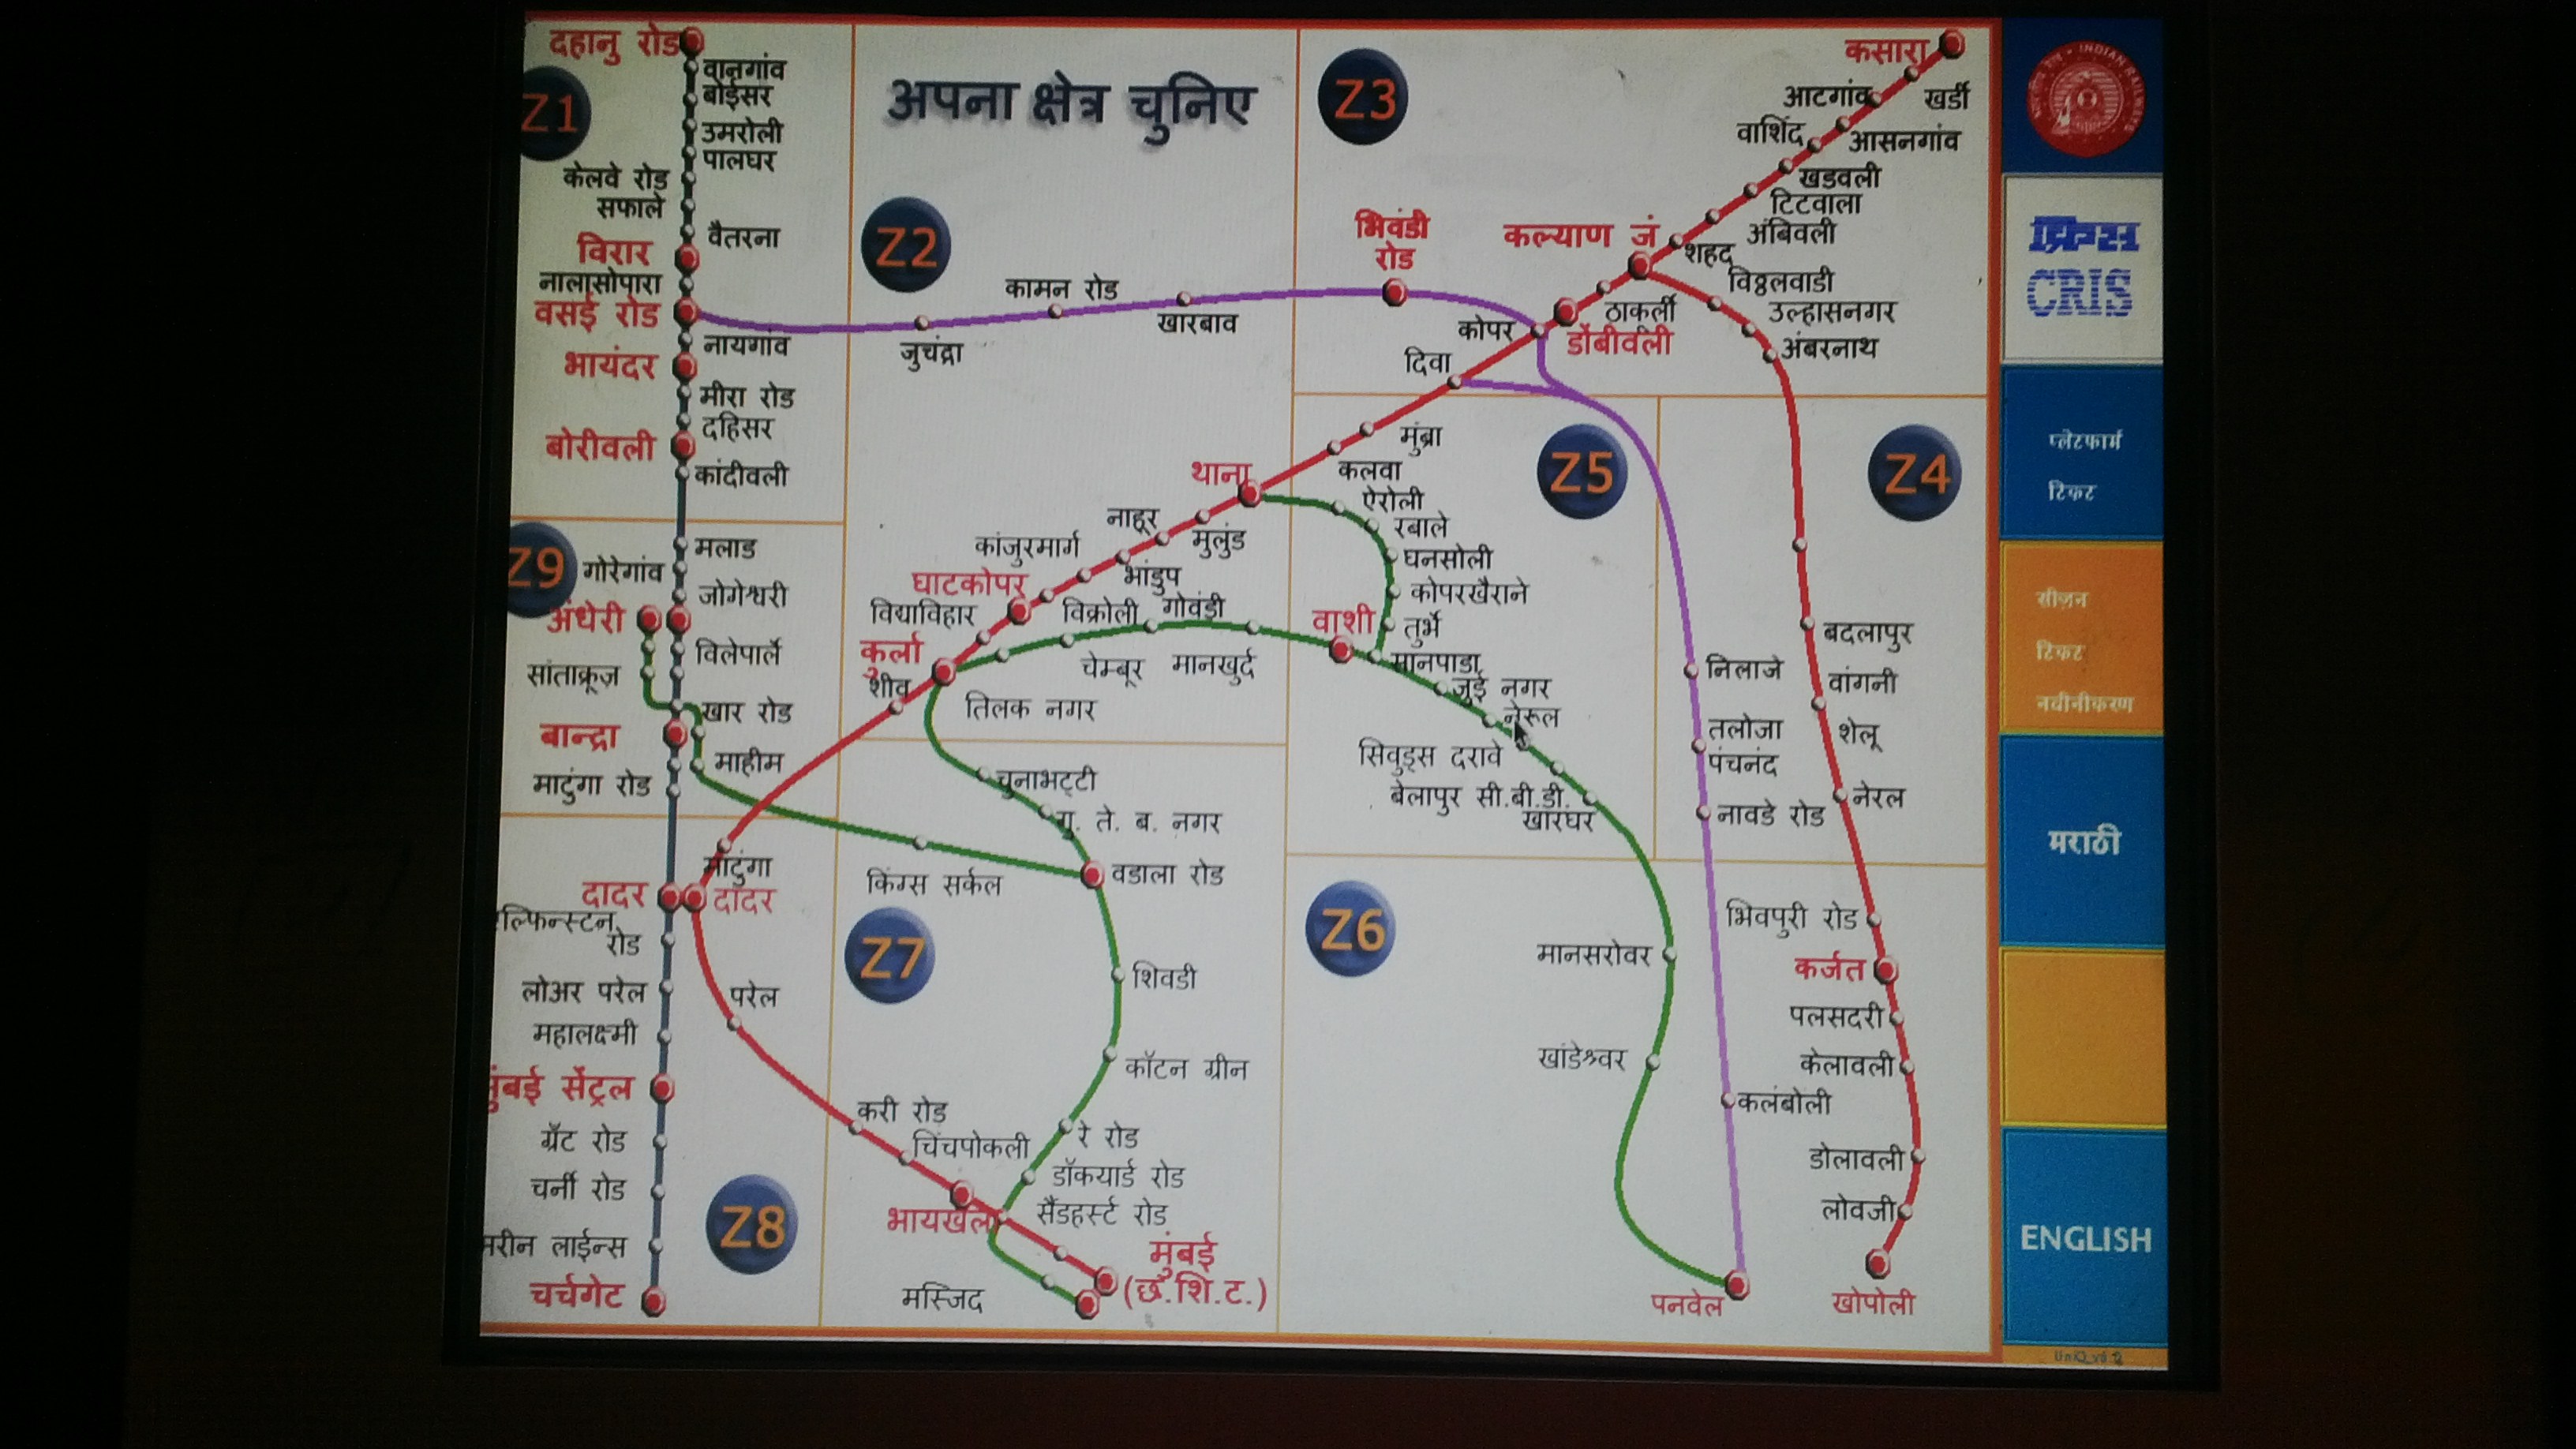 दहानु रोड
वानगांव
बोईसर
उमरोली
पालघर
केलवे रोड
सफाले
वैतरना
विरार
नालासोपारा
वसई रोड
नायगांव
भायंदर
मीरा रोड
दहिसर
बोरीवली
कांदीवली
Z1
अपना क्षेत्र चुनिए
Z2
कामन रोड
खारबाव
जुचंद्रा
Z3
भिवंडी
रोड
कसारा
खर्डी
आटगांव
आसनगांव
वाशिंद
खडवली
टिटवाला
अंबिवली
शहद
कल्याण जं
विठ्ठलवाडी
उल्हासनगर
अंबरनाथ
ठाकुर्ली
डोंबीवली
कोपर
दिवा
मुंब्रा
कलवा
थाना
ऐरोली
रबाले
घनसोली
कोपरखैराने
तुर्भे
Z5
Z4
नाहूर
मुलुंड
कांजुरमार्ग
भांडुप
घाटकोपर
विक्रोली
विद्याविहार
गोवंडी
कुर्ला
चेम्बूर
मानखुर्द
वाशी
मानपाडा
जुई नगर
नेरूल
सिवुड्स दरावे
बेलापुर सी.बी.डी.
खारघर
शीव
तिलक नगर
Z9
मलाड
गोरेगांव
जोगेश्वरी
अंधेरी
विलेपार्ले
सांताक्रूज़
खार रोड
बान्द्रा
माहीम
माटुंगा रोड
चुनाभट्टी
गु. ते. ब. नगर
वडाला रोड
किंग्स सर्कल
माटुंगा
दादर
दादर
ल्फिन्स्टन
रोड
लोअर परेल
महालक्ष्मी
मुंबई सेंट्रल
ग्रँट रोड
चर्नी रोड
मरीन लाईन्स
चर्चगेट
Z8
परेल
करी रोड
चिंचपोकली
भायखला
Z7
शिवडी
कॉटन ग्रीन
रे रोड
डॉकयार्ड रोड
सैंडहर्स्ट रोड
मस्जिद
मुंबई
(छ.शि.ट.)
Z6
मानसरोवर
खांडेश्वर
पनवेल
निलाजे
तलोजा
पंचनंद
नावडे रोड
कलंबोली
बदलापुर
वांगनी
शेलू
नेरल
भिवपुरी रोड
कर्जत
पलसदरी
केलावली
डोलावली
लोवजी
खोपोली
INDIAN RAILWAYS
क्रिस
CRIS
प्लेटफार्म
टिकट
सीज़न
टिकट
नवीनीकरण
मराठी
ENGLISH